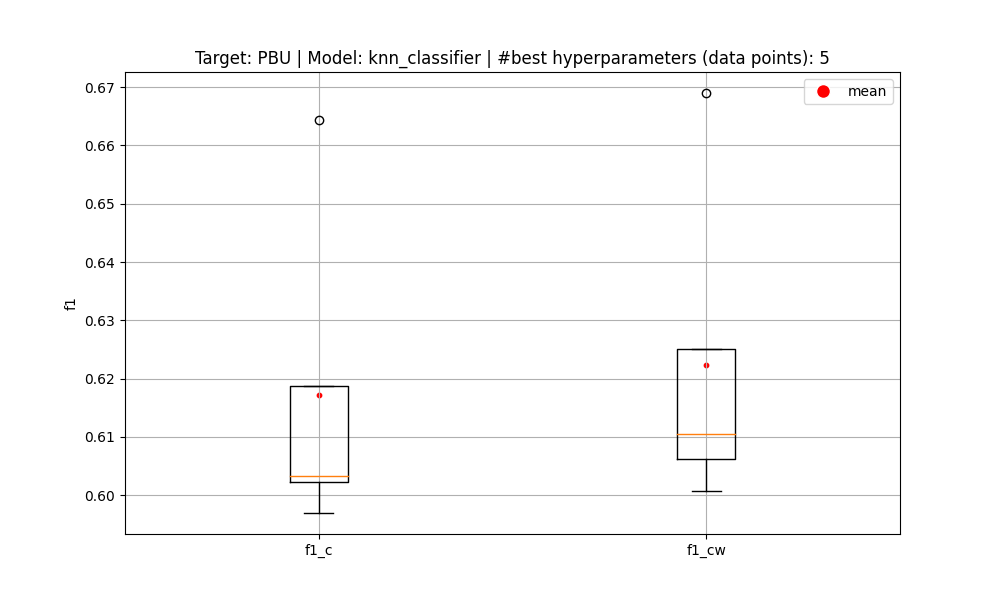 Target: PBU | Model: knn_classifier | #best hyperparameters (data points): 5
mean
0.67
0.66
0.65
0.64
0.63
0.62
0.61
0.60
f1
f1_c
f1_cw